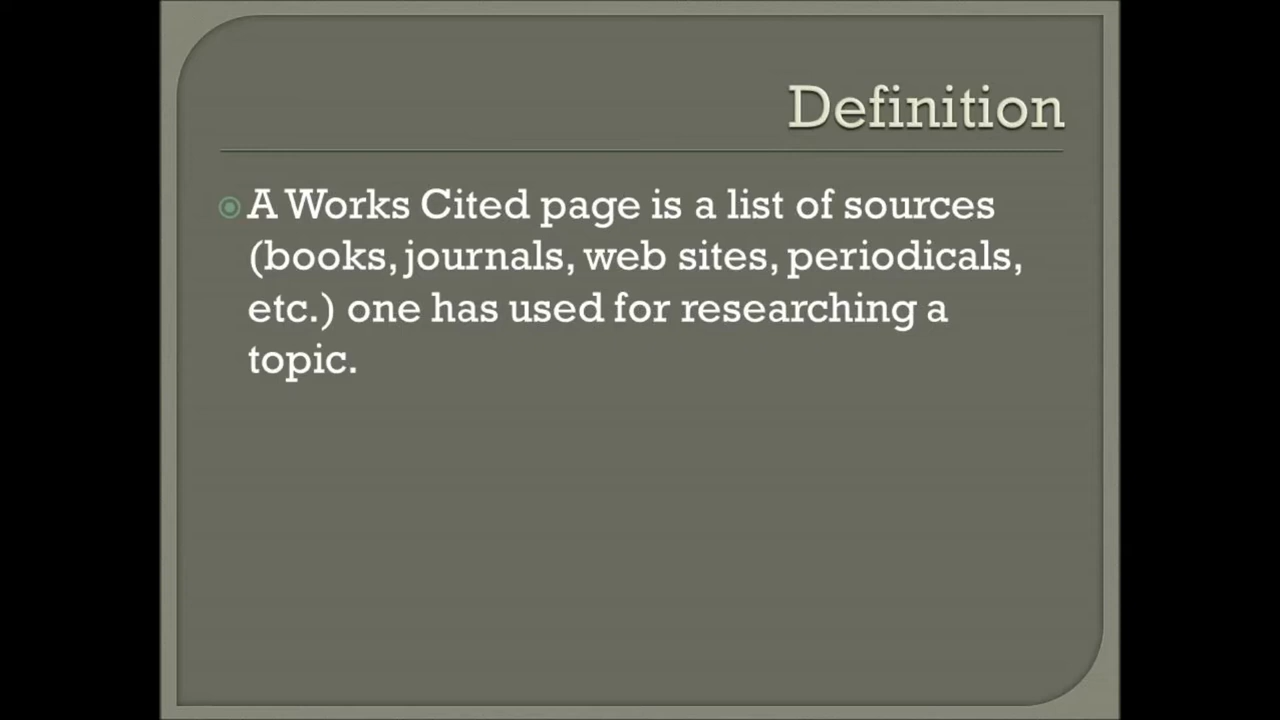 Definition
A Works Cited page is a list of sources
(books, journals, web sites, periodicals,
etc.) one has used for researching a
topic.